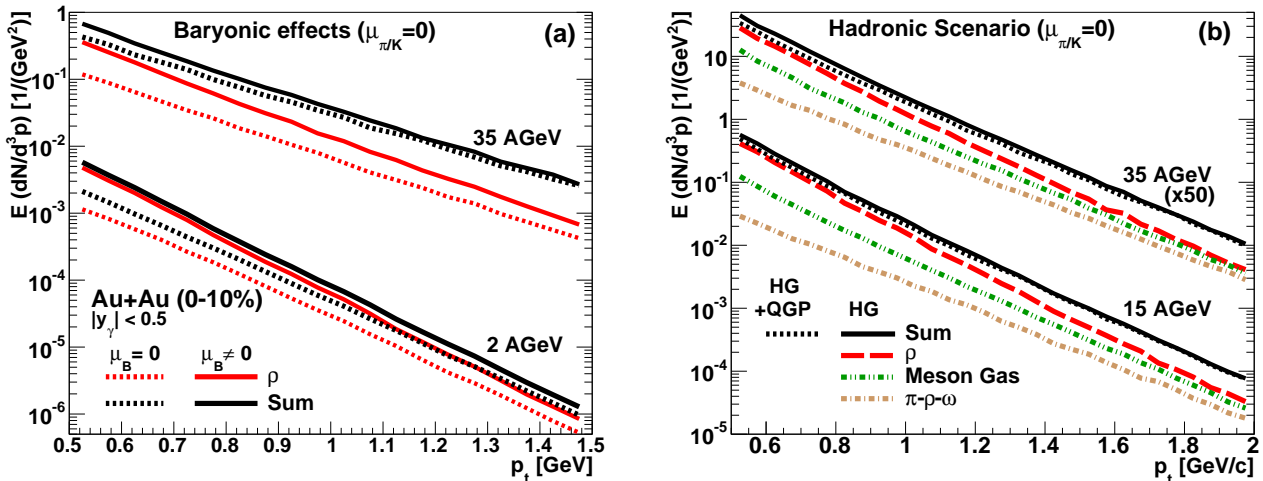 Baryonic effects (μπ/K=0)
(a)
E (dN/d³p) [1/(GeV²)]
1
10⁻¹
10⁻²
10⁻³
10⁻⁴
10⁻⁵
10⁻⁶
35 AGeV
Au+Au (0-10%)
|yγ| < 0.5
2 AGeV
μB = 0 μB ≠ 0
ρ
Sum
0.5 0.6 0.7 0.8 0.9 1.0 1.1 1.2 1.3 1.4 1.5
pt [GeV]
Hadronic Scenario (μπ/K=0)
(b)
E (dN/d³p) [1/(GeV²)]
10
1
10⁻¹
10⁻²
10⁻³
10⁻⁴
10⁻⁵
35 AGeV
(x50)
15 AGeV
HG HG
+QGP
Sum
ρ
Meson Gas
π-ρ-ω
0.6 0.8 1 1.2 1.4 1.6 1.8 2
pt [GeV/c]